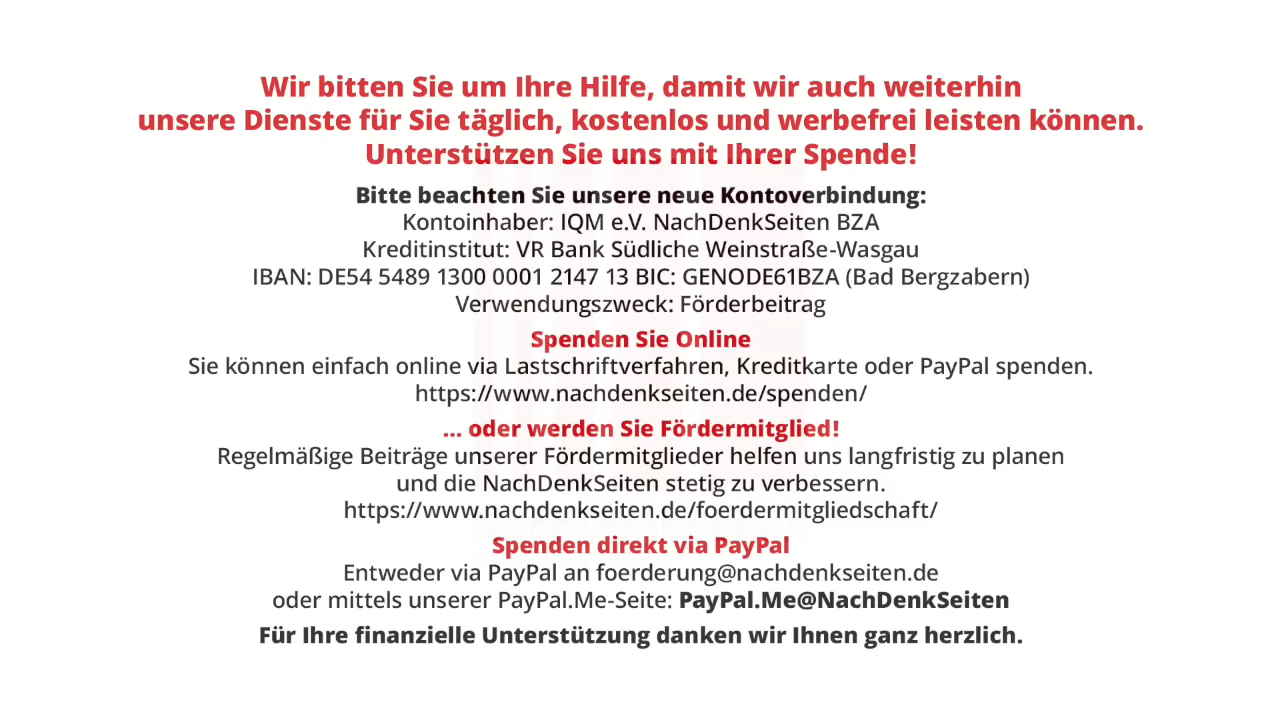 Wir bitten Sie um Ihre Hilfe, damit wir auch weiterhin
unsere Dienste für Sie täglich, kostenlos und werbefrei leisten können.
Unterstützen Sie uns mit Ihrer Spende!
Bitte beachten Sie unsere neue Kontoverbindung:
Kontoinhaber: IQM e.V. NachDenkSeiten BZA
Kreditinstitut: VR Bank Südliche Weinstraße-Wasgau
IBAN: DE54 5489 1300 0001 2147 13 BIC: GENODE61BZA (Bad Bergzabern)
Verwendungszweck: Förderbeitrag
Spenden Sie Online
Sie können einfach online via Lastschriftverfahren, Kreditkarte oder PayPal spenden.
https://www.nachdenkseiten.de/spenden/
... oder werden Sie Fördermitglied!
Regelmäßige Beiträge unserer Fördermitglieder helfen uns langfristig zu planen
und die NachDenkSeiten stetig zu verbessern.
https://www.nachdenkseiten.de/foerdermitgliedschaft/
Spenden direkt via PayPal
Entweder via PayPal an foerderung@nachdenkseiten.de
oder mittels unserer PayPal.Me-Seite: PayPal.Me@NachDenkSeiten
Für Ihre finanzielle Unterstützung danken wir Ihnen ganz herzlich.